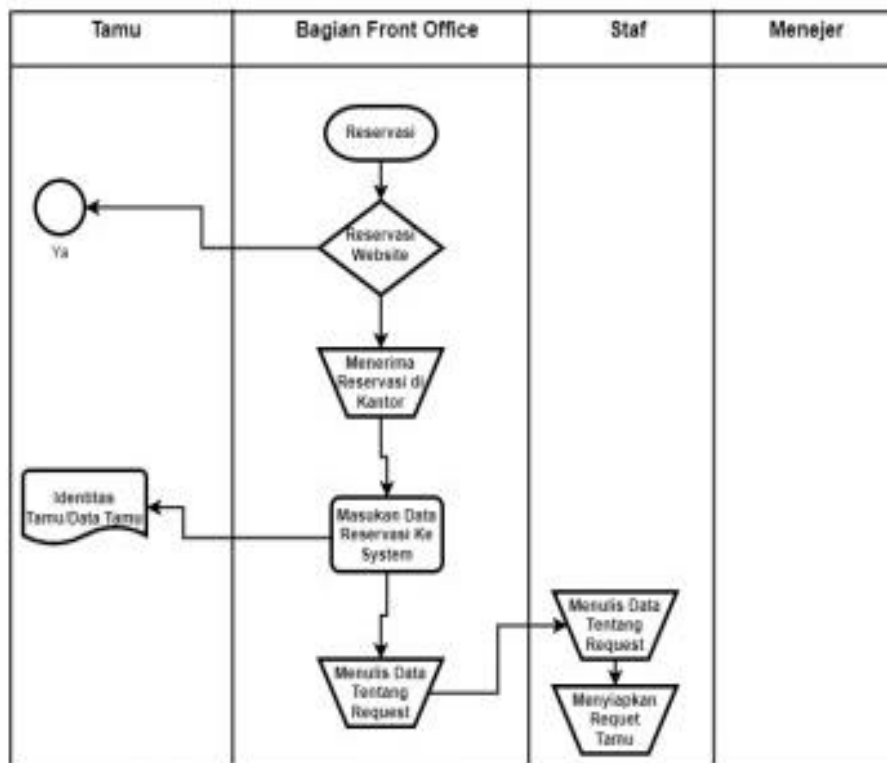 Tamu
Bagian Front Office
Staf
Menejer
Reservasi
Reservasi
Website
Ya
Menerima
Reservasi di
Kantor
Identitas
Tamu/Data Tamu
Masukan Data
Reservasi Ke
System
Menulis Data
Tentang
Request
Menulis Data
Tentang
Request
Menyiapkan
Requet
Tamu